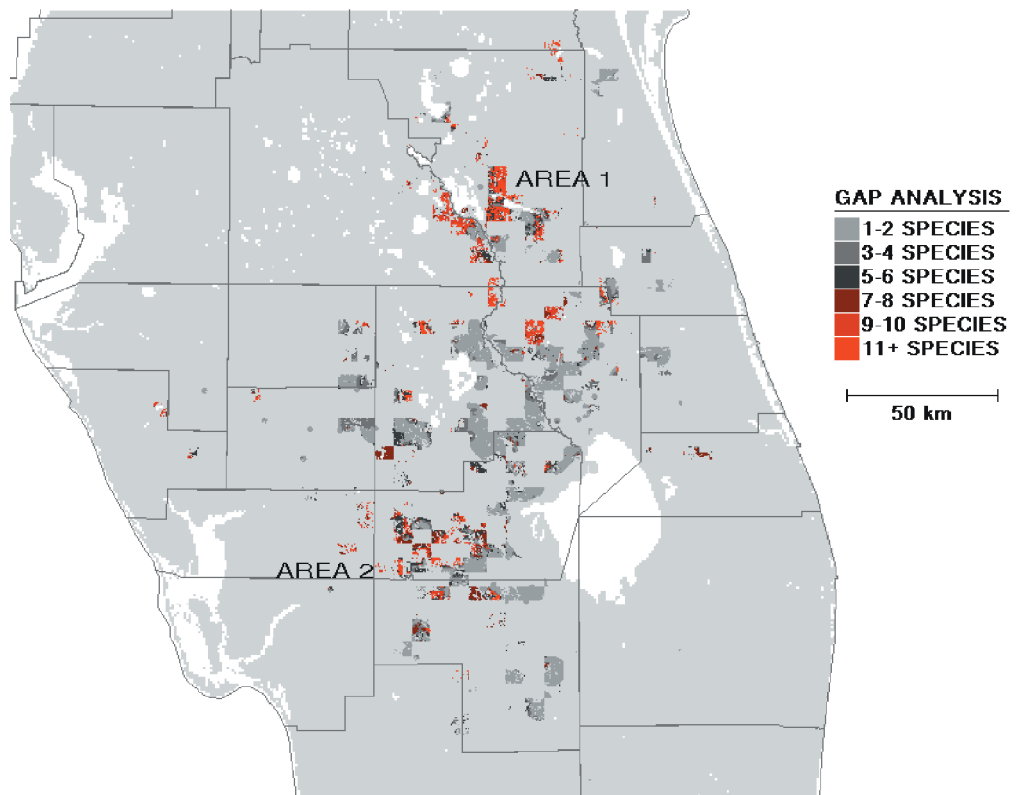 AREA 1
GAP ANALYSIS
1-2 SPECIES
3-4 SPECIES
5-6 SPECIES
7-8 SPECIES
9-10 SPECIES
11+ SPECIES
50 km
AREA 2